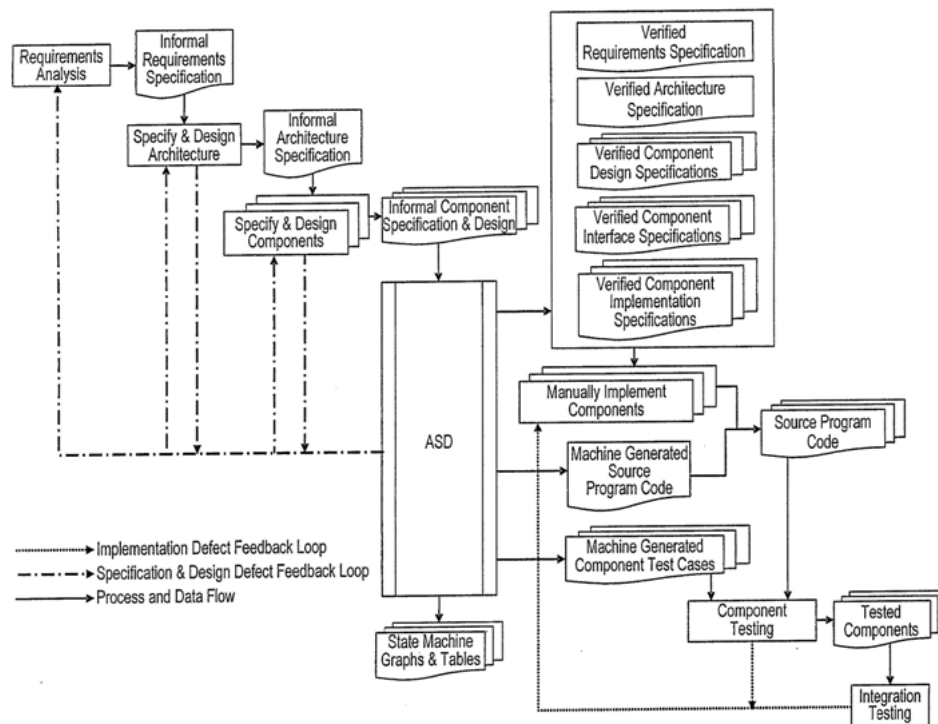 Requirements
Analysis
Informal
Requirements
Specification
Specify & Design
Architecture
Informal
Architecture
Specification
Specify & Design
Components
Informal Component
Specification & Design
ASD
Verified
Requirements Specification
Verified Architecture
Specification
Verified Component
Design Specifications
Verified Component
Interface Specifications
Verified Component
Implementation
Specifications
Manually Implement
Components
Machine Generated
Source
Program Code
Source Program
Code
Machine Generated
Component Test Cases
Component
Testing
Tested
Components
Integration
Testing
State Machine
Graphs & Tables
Implementation Defect Feedback Loop
Specification & Design Defect Feedback Loop
Process and Data Flow